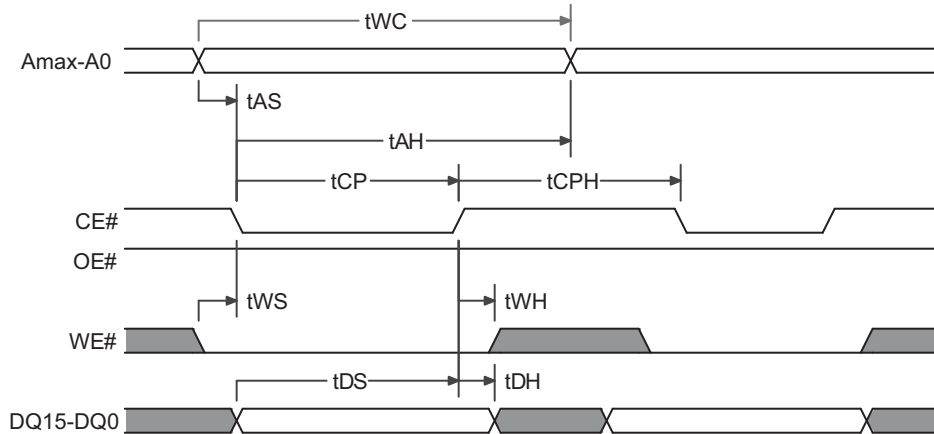 tWC
Amax-A0
tAS
tAH
tCP tCPH
CE#
OE#
tWS tWH
WE#
tDS tDH
DQ15-DQ0